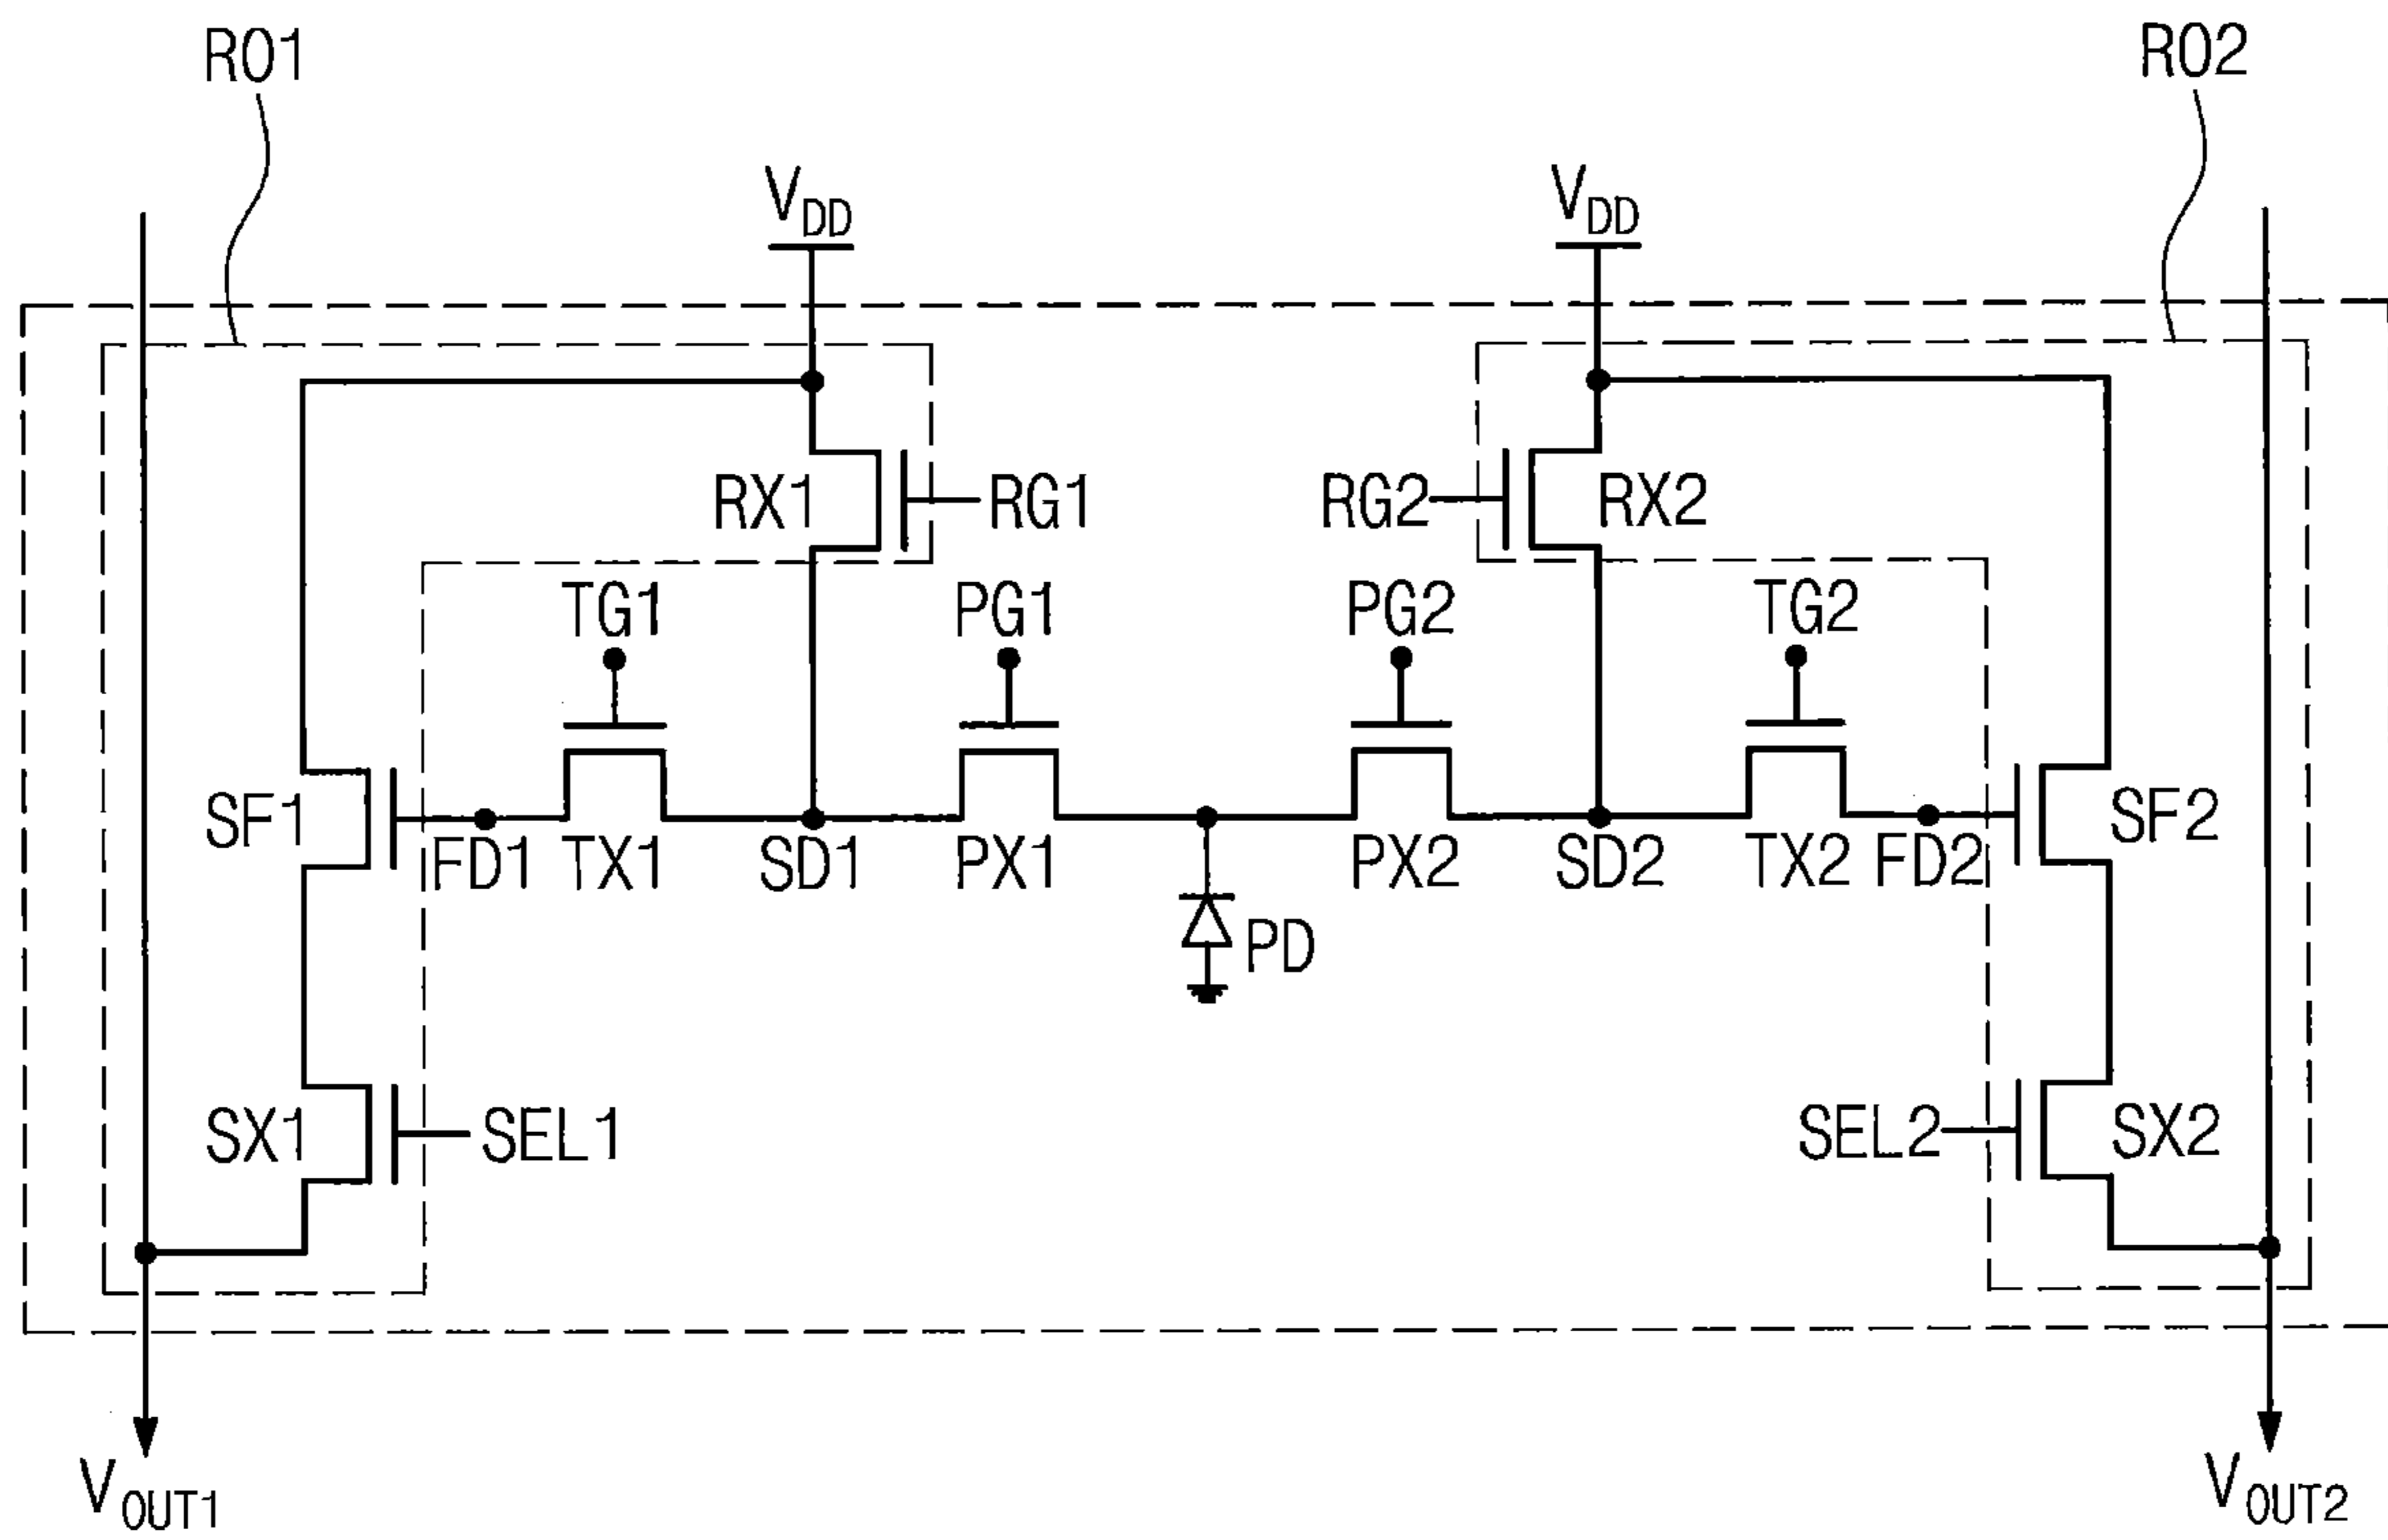 RO1
RO2
VDD
VDD
RX1
RG1
RG2
RX2
TG1
PG1
PG2
TG2
SF1
FD1
TX1
SD1
PX1
PX2
SD2
TX2
FD2
SF2
PD
SX1
SEL1
SEL2
SX2
VOUT1
VOUT2